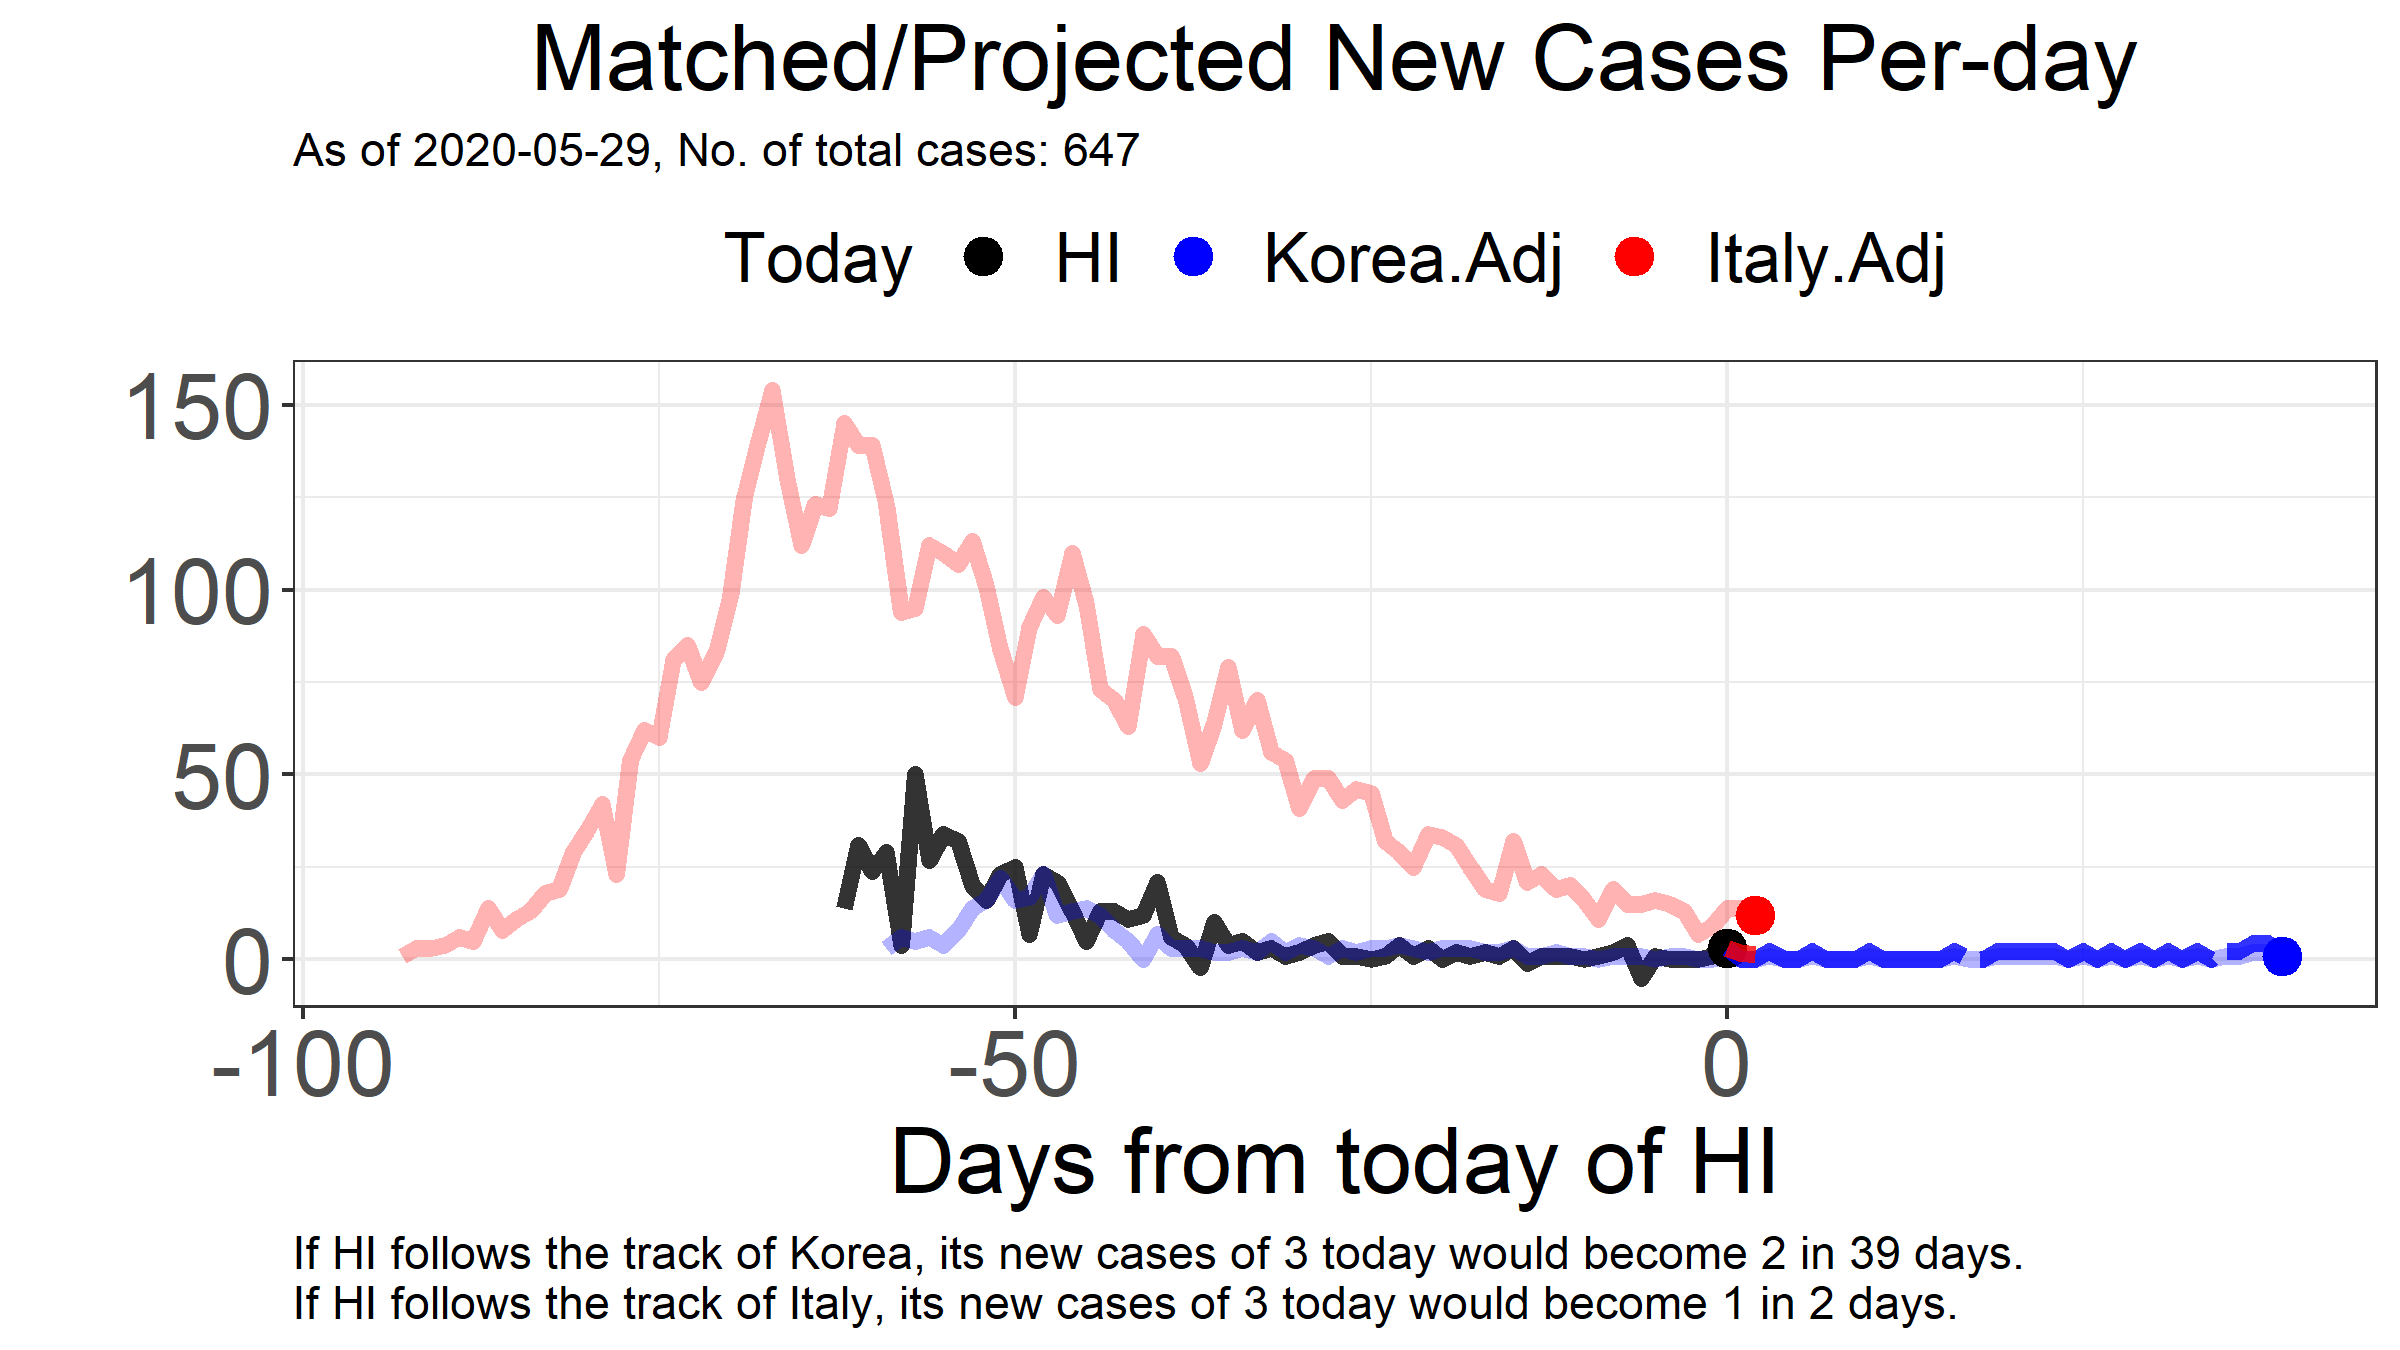 Matched/Projected New Cases Per-day
As of 2020-05-29, No. of total cases: 647
Today HI Korea.Adj Italy.Adj
150
100
50
0
-100 -50 0
Days from today of HI
If HI follows the track of Korea, its new cases of 3 today would become 2 in 39 days.
If HI follows the track of Italy, its new cases of 3 today would become 1 in 2 days.